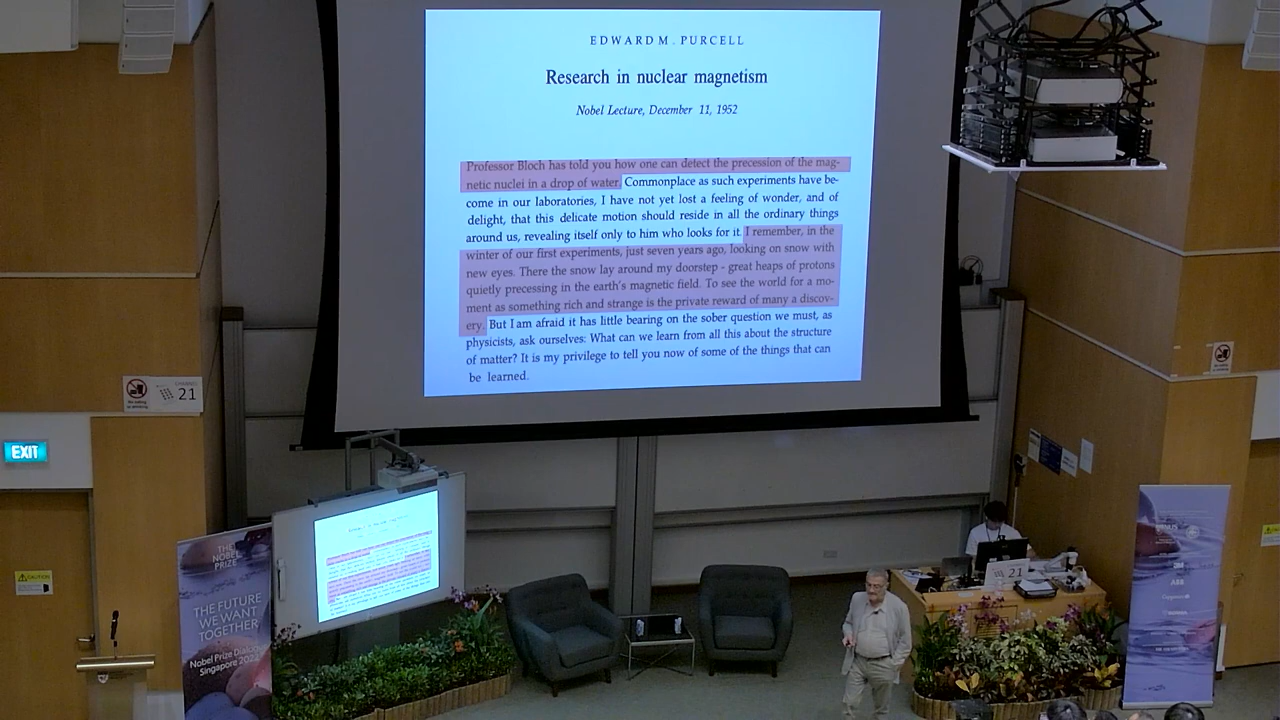 EDWARD M. PURCELL
Research in nuclear magnetism
Nobel Lecture, December 11, 1952
Professor Bloch has told you how one can detect the precession of the mag-
netic nuclei in a drop of water. Commonplace as such experiments have be-
come in our laboratories, I have not yet lost a feeling of wonder, and of
delight, that this delicate motion should reside in all the ordinary things
around us, revealing itself only to him who looks for it. I remember, in the
winter of our first experiments, just seven years ago, looking on snow with
new eyes. There the snow lay around my doorstep - great heaps of protons
quietly precessing in the earth's magnetic field. To see the world for a mo-
ment as something rich and strange is the private reward of many a discov-
ery. But I am afraid it has little bearing on the sober question we must, as
physicists, ask ourselves: What can we learn from all this about the structure
of matter? It is my privilege to tell you now of some of the things that can
be learned.
21
EXIT
CAUTION
THE
NOBEL
PRIZE
THE FUTURE
WE WANT
TOGETHER
Nobel Prize Dialogue
Singapore 2022
21
3M
ABB